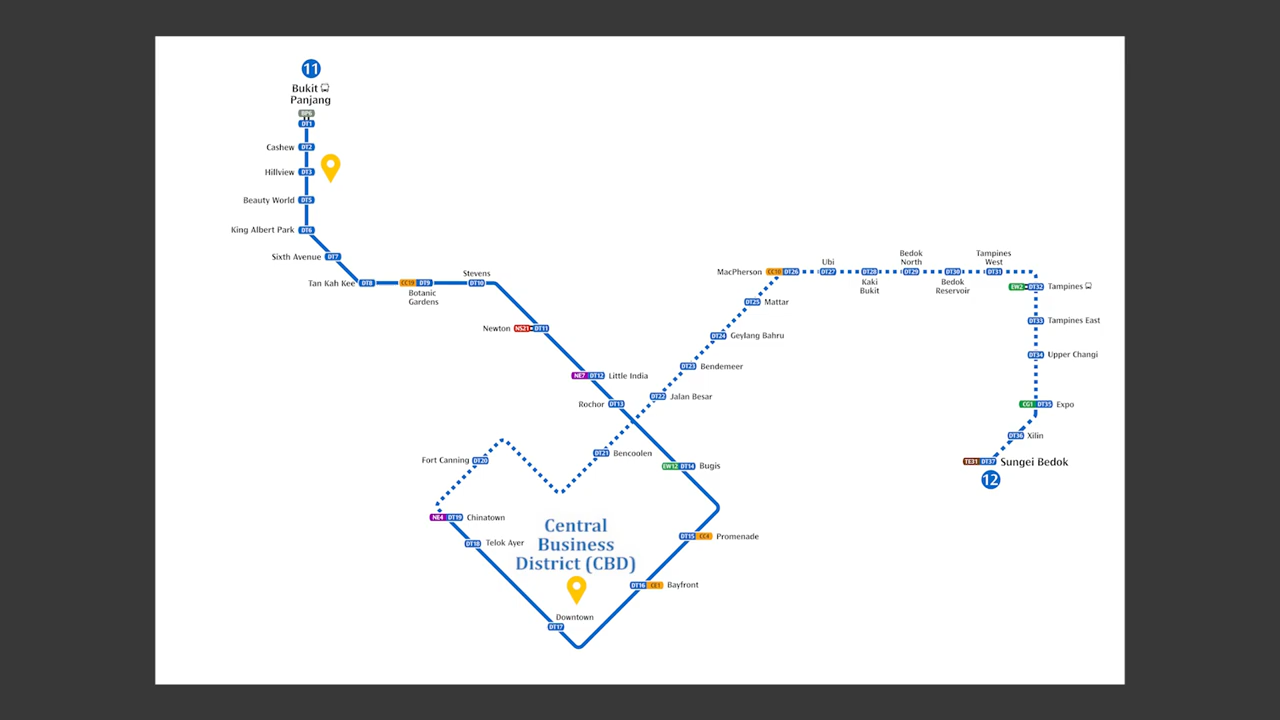 11
Bukit
Panjang
BP6
DT1
Cashew DT2
Hillview DT3
Beauty World DT5
King Albert Park DT6
Sixth Avenue DT7
Tan Kah Kee DT8
CC19 DT9
Botanic
Gardens
Stevens
DT10
Newton NS21 DT11
NE7 DT12 Little India
Rochor DT13
EW12 DT14 Bugis
DT15 CC4 Promenade
DT16 CE1 Bayfront
Downtown
DT17
DT18 Telok Ayer
NE4 DT19 Chinatown
Fort Canning DT20
DT21 Bencoolen
DT22 Jalan Besar
DT23 Bendemeer
DT24 Geylang Bahru
DT25 Mattar
MacPherson CC10 DT26
Ubi
DT27
DT28
Kaki
Bukit
Bedok
North
DT29
DT30
Bedok
Reservoir
Tampines
West
DT31
EW2 DT32 Tampines
DT33 Tampines East
DT34 Upper Changi
CG1 DT35 Expo
DT36 Xilin
TE31 DT37 Sungei Bedok
12
Central
Business
District (CBD)